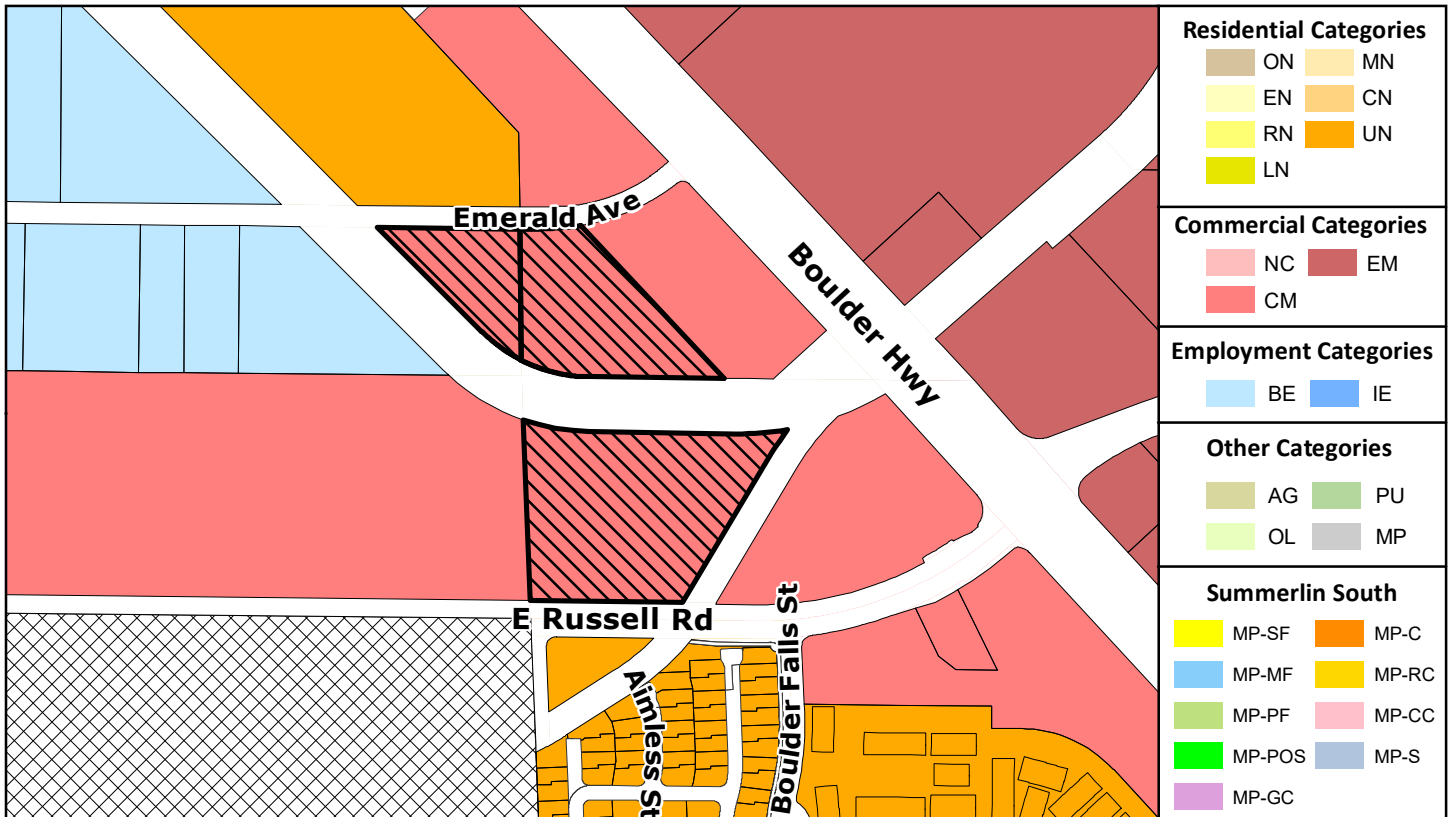 Emerald Ave
Boulder Hwy
E Russell Rd
Aimless St
Boulder Falls St
Residential Categories
ON MN
EN CN
RN UN
LN
Commercial Categories
NC EM
CM
Employment Categories
BE IE
Other Categories
AG PU
OL MP
Summerlin South
MP-SF MP-C
MP-MF MP-RC
MP-PF MP-CC
MP-POS MP-S
MP-GC